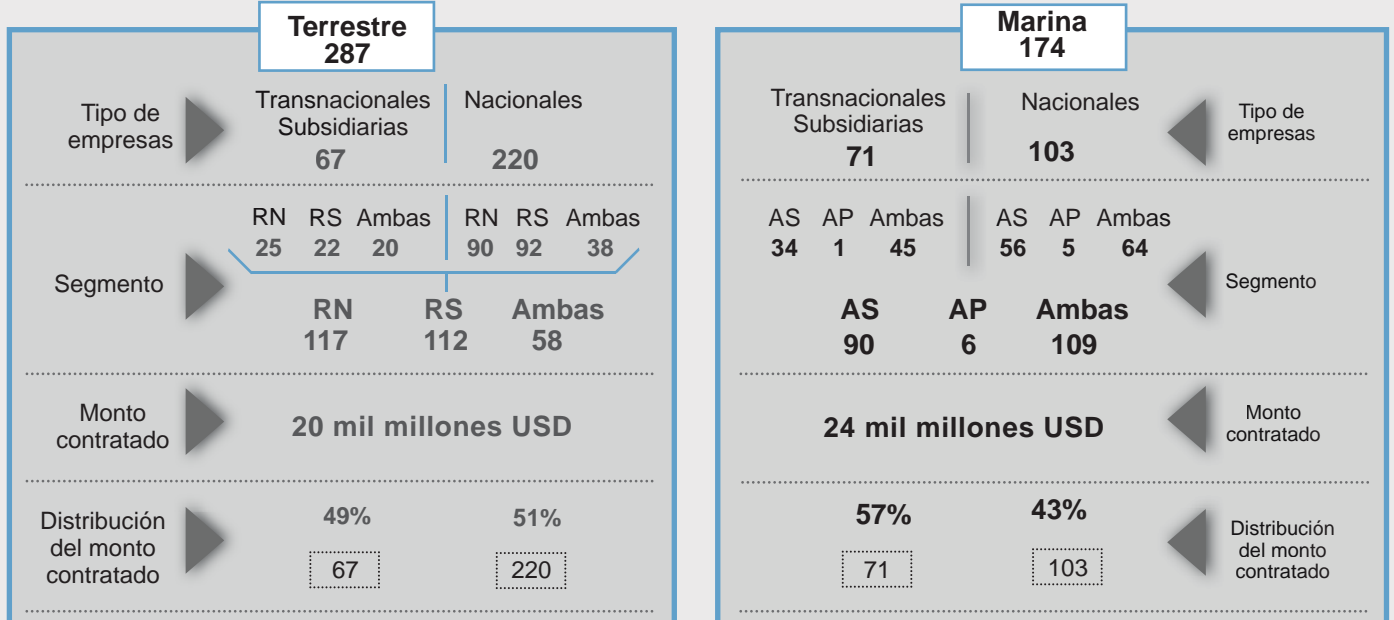 Terrestre
287
Tipo de
empresas
Transnacionales
Subsidiarias
67
Nacionales
220
RN RS Ambas
25 22 20
RN RS Ambas
90 92 38
Segmento
RN RS Ambas
117 112 58
Monto
contratado
20 mil millones USD
Distribución
del monto
contratado
49% 51%
67 220
Marina
174
Transnacionales
Subsidiarias
71
Nacionales
103
Tipo de
empresas
AS AP Ambas
34 1 45
AS AP Ambas
56 5 64
Segmento
AS AP Ambas
90 6 109
24 mil millones USD
Monto
contratado
57% 43%
71 103
Distribución
del monto
contratado